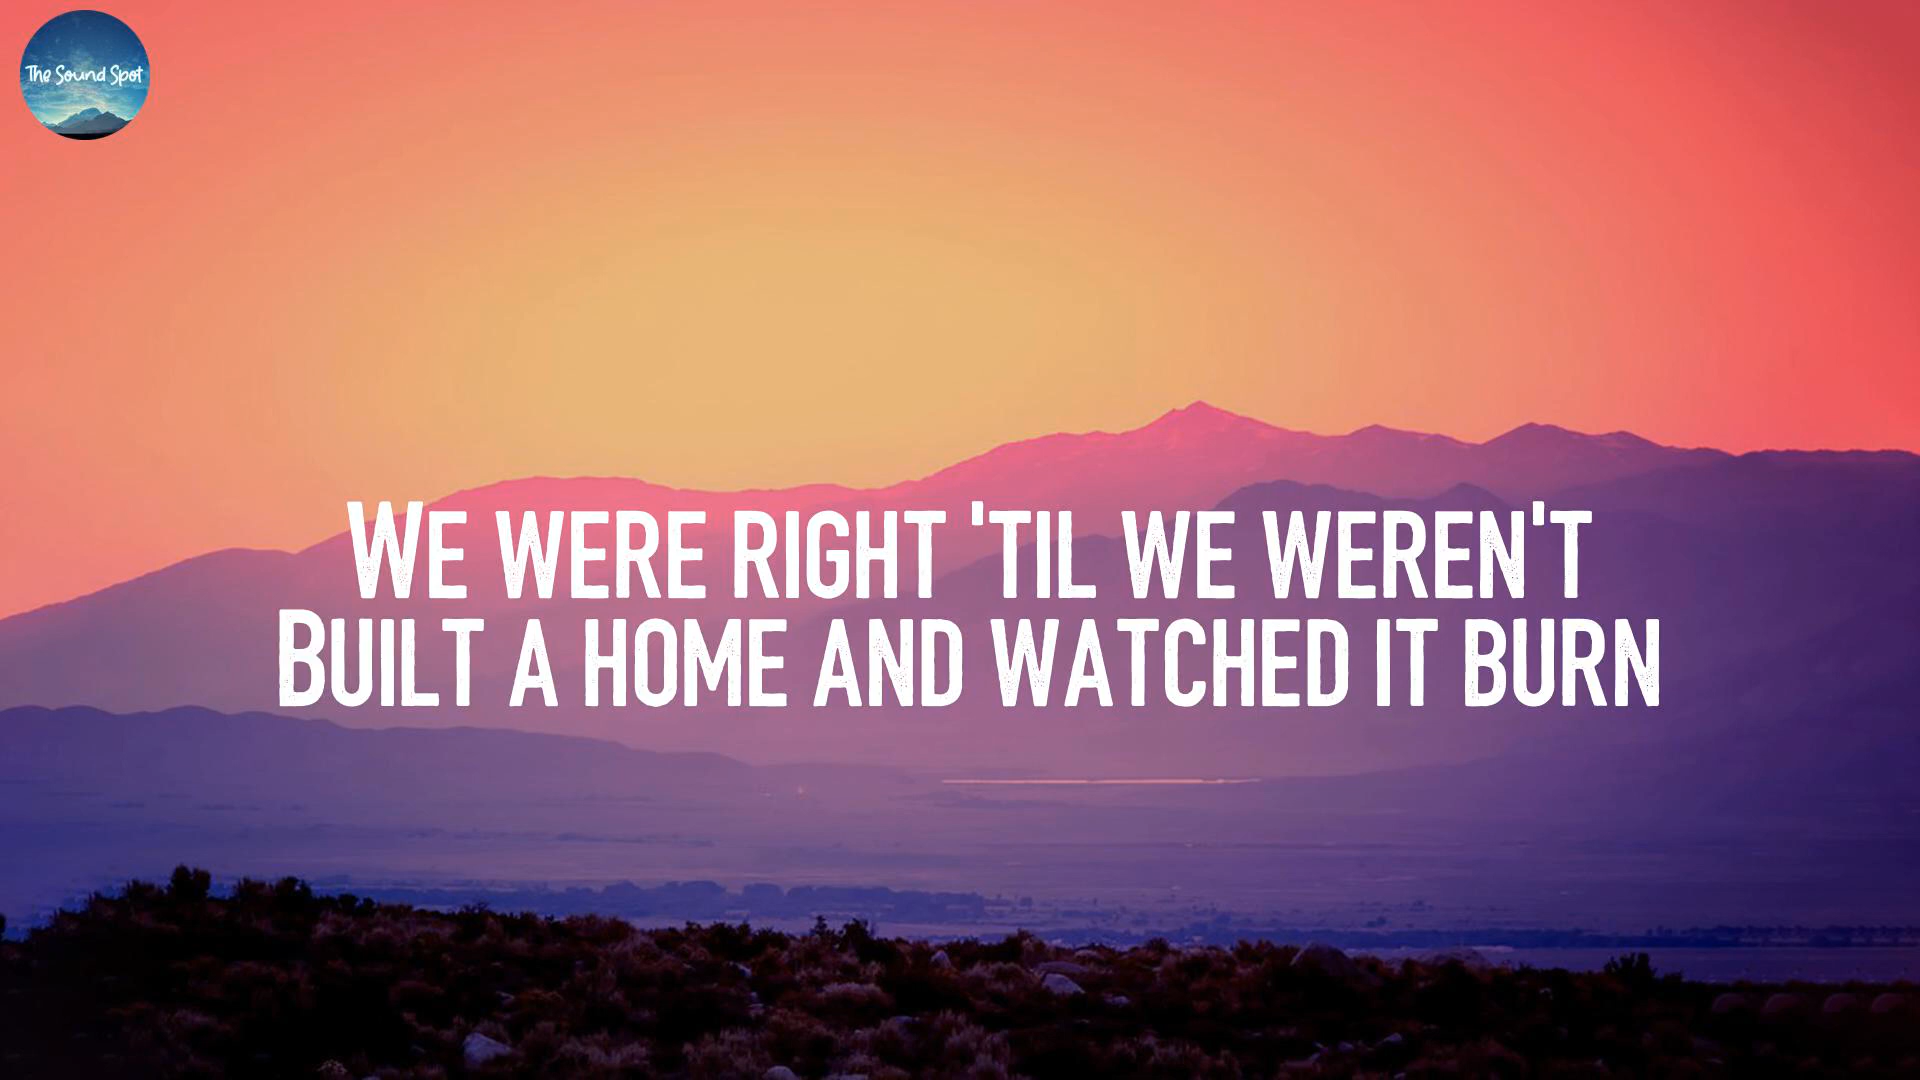 The Sound Spot
We were right 'til we weren't
Built a home and watched it burn